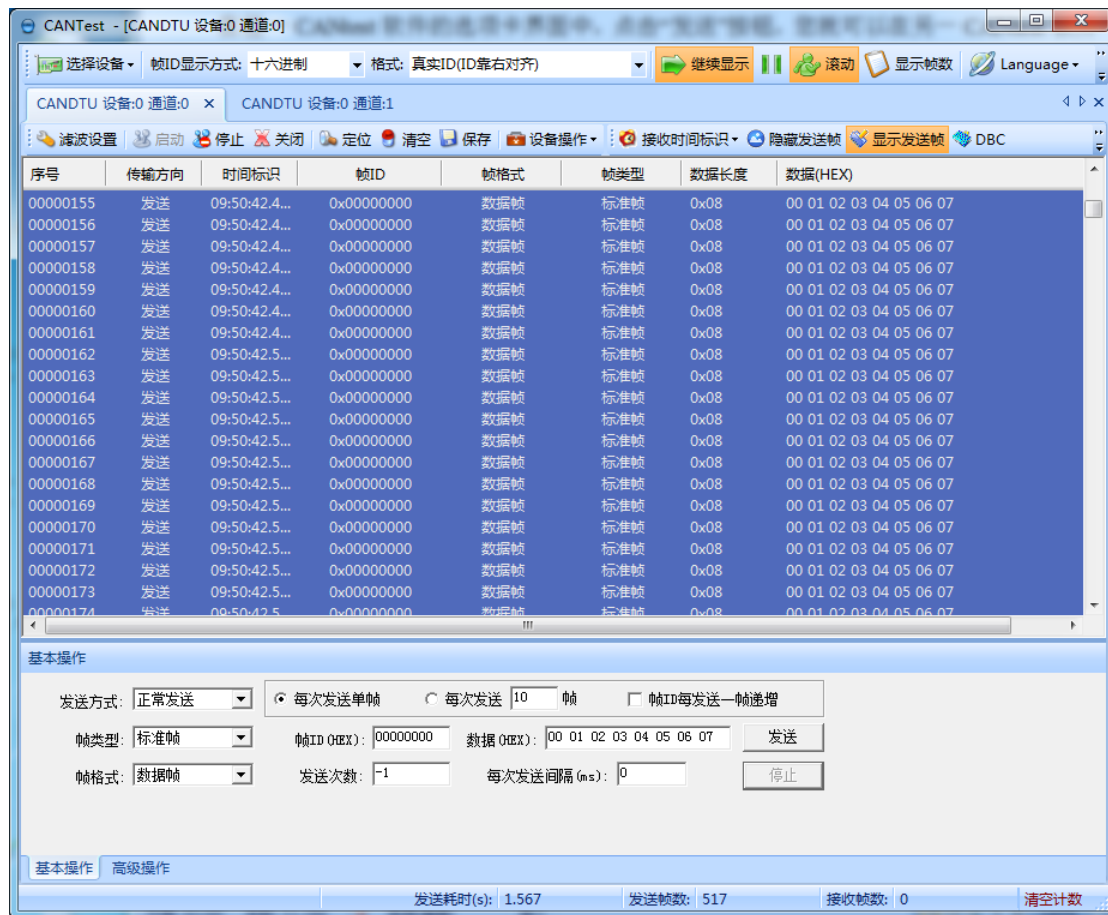 CANTest - [CANDTU 设备:0 通道:0]
选择设备 帧ID显示方式: 十六进制 格式: 真实ID(ID靠右对齐) 继续显示 滚动 显示帧数 Language
CANDTU 设备:0 通道:0 × CANDTU 设备:0 通道:1
滤波设置 启动 停止 关闭 定位 清空 保存 设备操作 接收时间标识 隐藏发送帧 显示发送帧 DBC
序号 传输方向 时间标识 帧ID 帧格式 帧类型 数据长度 数据(HEX)
00000155 发送 09:50:42.4... 0x00000000 数据帧 标准帧 0x08 00 01 02 03 04 05 06 07
00000156 发送 09:50:42.4... 0x00000000 数据帧 标准帧 0x08 00 01 02 03 04 05 06 07
00000157 发送 09:50:42.4... 0x00000000 数据帧 标准帧 0x08 00 01 02 03 04 05 06 07
00000158 发送 09:50:42.4... 0x00000000 数据帧 标准帧 0x08 00 01 02 03 04 05 06 07
00000159 发送 09:50:42.4... 0x00000000 数据帧 标准帧 0x08 00 01 02 03 04 05 06 07
00000160 发送 09:50:42.4... 0x00000000 数据帧 标准帧 0x08 00 01 02 03 04 05 06 07
00000161 发送 09:50:42.4... 0x00000000 数据帧 标准帧 0x08 00 01 02 03 04 05 06 07
00000162 发送 09:50:42.5... 0x00000000 数据帧 标准帧 0x08 00 01 02 03 04 05 06 07
00000163 发送 09:50:42.5... 0x00000000 数据帧 标准帧 0x08 00 01 02 03 04 05 06 07
00000164 发送 09:50:42.5... 0x00000000 数据帧 标准帧 0x08 00 01 02 03 04 05 06 07
00000165 发送 09:50:42.5... 0x00000000 数据帧 标准帧 0x08 00 01 02 03 04 05 06 07
00000166 发送 09:50:42.5... 0x00000000 数据帧 标准帧 0x08 00 01 02 03 04 05 06 07
00000167 发送 09:50:42.5... 0x00000000 数据帧 标准帧 0x08 00 01 02 03 04 05 06 07
00000168 发送 09:50:42.5... 0x00000000 数据帧 标准帧 0x08 00 01 02 03 04 05 06 07
00000169 发送 09:50:42.5... 0x00000000 数据帧 标准帧 0x08 00 01 02 03 04 05 06 07
00000170 发送 09:50:42.5... 0x00000000 数据帧 标准帧 0x08 00 01 02 03 04 05 06 07
00000171 发送 09:50:42.5... 0x00000000 数据帧 标准帧 0x08 00 01 02 03 04 05 06 07
00000172 发送 09:50:42.5... 0x00000000 数据帧 标准帧 0x08 00 01 02 03 04 05 06 07
00000173 发送 09:50:42.5... 0x00000000 数据帧 标准帧 0x08 00 01 02 03 04 05 06 07
00000174 发送 09:50:42.5... 0x00000000 数据帧 标准帧 0x08 00 01 02 03 04 05 06 07
基本操作
发送方式: 正常发送 每次发送单帧 每次发送 10 帧 帧ID每发送一帧递增
帧类型: 标准帧 帧ID(HEX): 00000000 数据(HEX): 00 01 02 03 04 05 06 07 发送
帧格式: 数据帧 发送次数: -1 每次发送间隔(ms): 0 停止
基本操作 高级操作
发送耗时(s): 1.567 发送帧数: 517 接收帧数: 0 清空计数